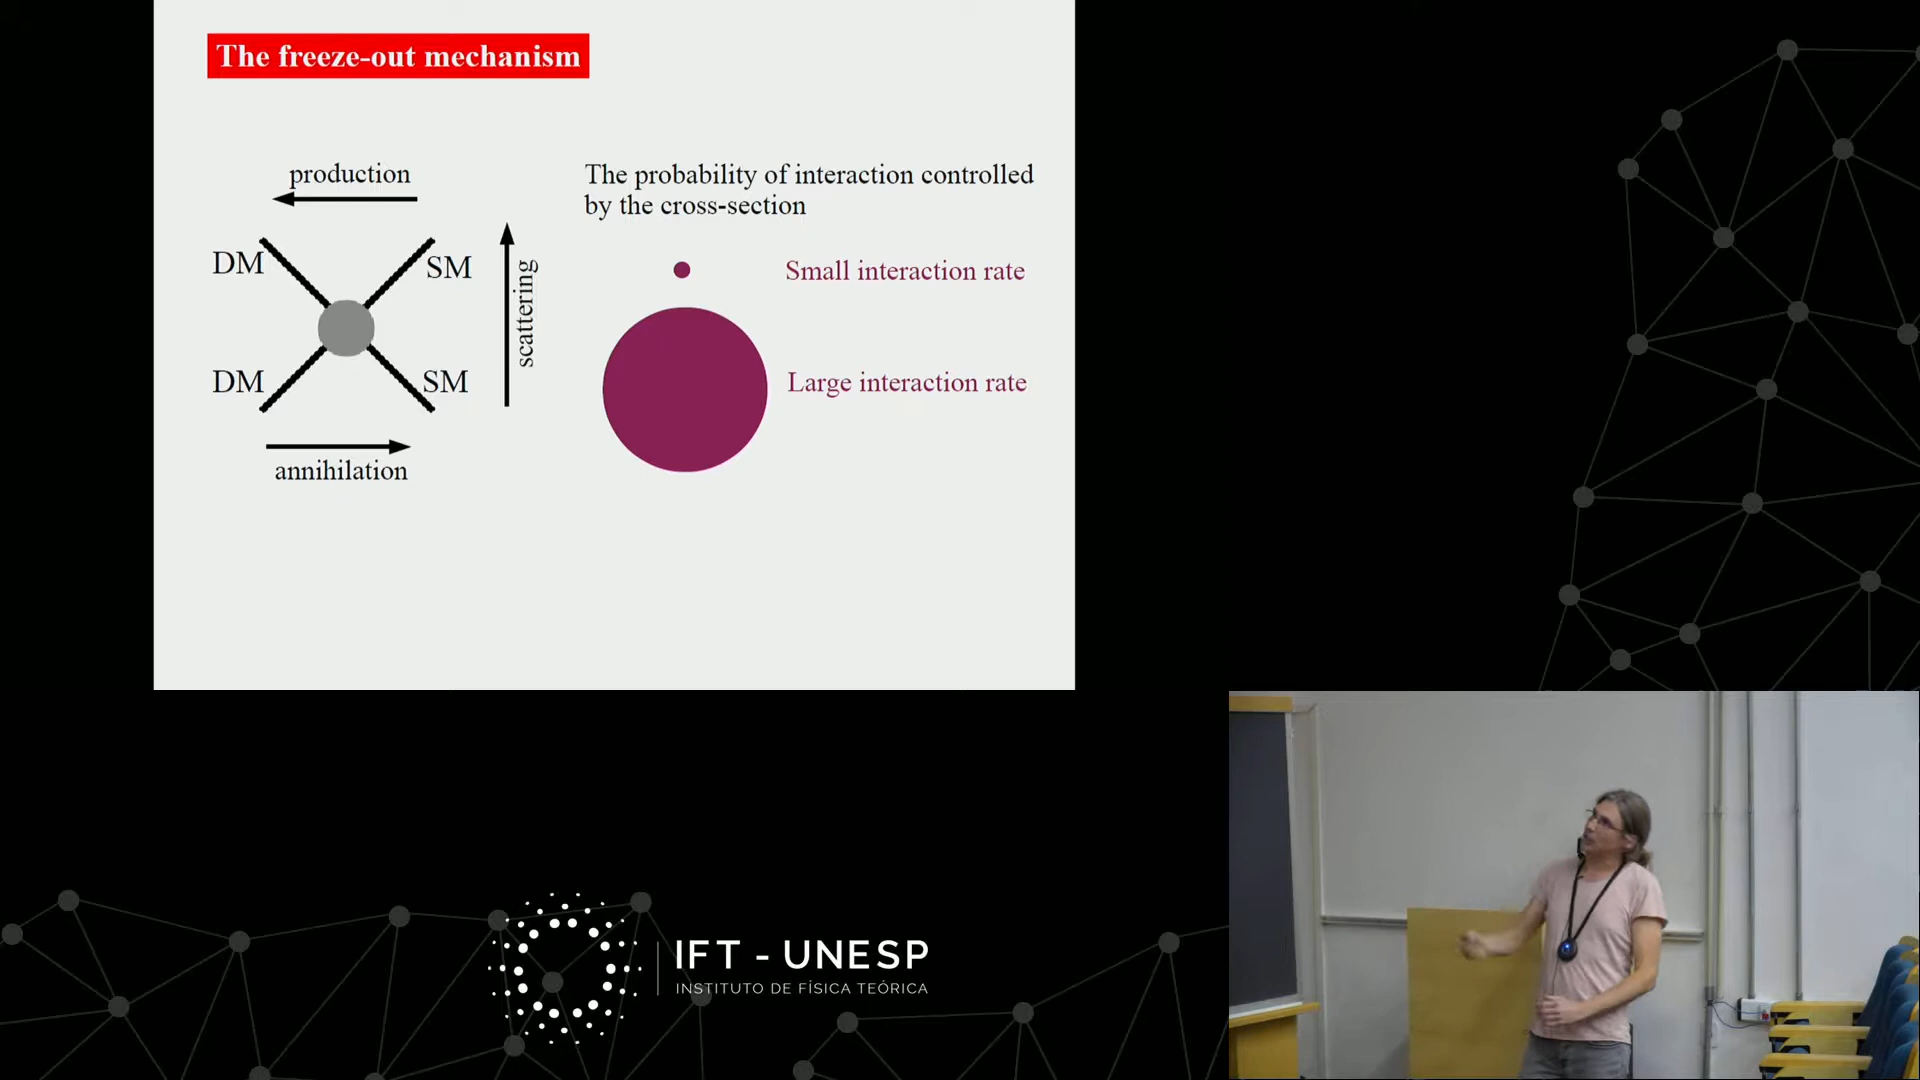 The freeze-out mechanism
production
DM
SM
DM
SM
scattering
annihilation
The probability of interaction controlled
by the cross-section
Small interaction rate
Large interaction rate
IFT - UNESP
INSTITUTO DE FÍSICA TEÓRICA